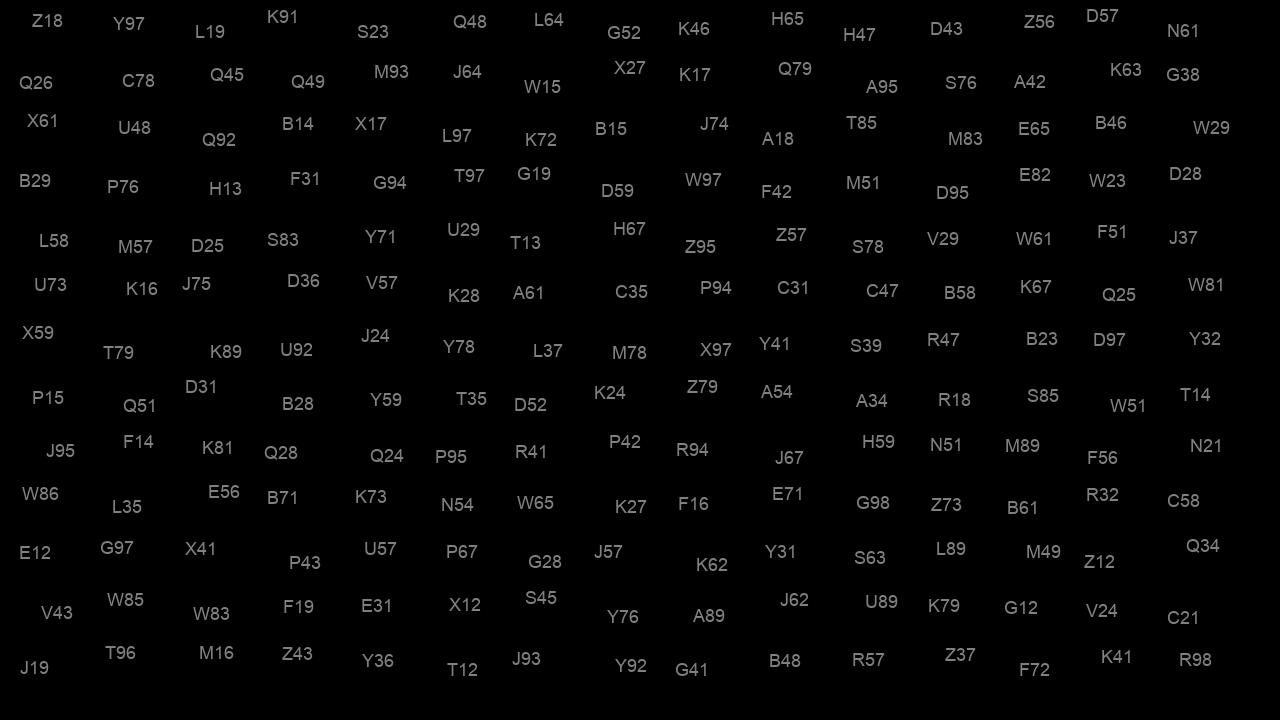 Z18 Y97 L19 K91 S23 Q48 L64 G52 K46 H65 H47 D43 Z56 D57 N61
Q26 C78 Q45 Q49 M93 J64 W15 X27 K17 Q79 A95 S76 A42 K63 G38
X61 U48 Q92 B14 X17 L97 K72 B15 J74 A18 T85 M83 E65 B46 W29
B29 P76 H13 F31 G94 T97 G19 D59 W97 F42 M51 D95 E82 W23 D28
L58 M57 D25 S83 Y71 U29 T13 H67 Z95 Z57 S78 V29 W61 F51 J37
U73 K16 J75 D36 V57 K28 A61 C35 P94 C31 C47 B58 K67 Q25 W81
X59 T79 K89 U92 J24 Y78 L37 M78 X97 Y41 S39 R47 B23 D97 Y32
P15 Q51 D31 B28 Y59 T35 D52 K24 Z79 A54 A34 R18 S85 W51 T14
J95 F14 K81 Q28 Q24 P95 R41 P42 R94 J67 H59 N51 M89 F56 N21
W86 L35 E56 B71 K73 N54 W65 K27 F16 E71 G98 Z73 B61 R32 C58
E12 G97 X41 P43 U57 P67 G28 J57 K62 Y31 S63 L89 M49 Z12 Q34
V43 W85 W83 F19 E31 X12 S45 Y76 A89 J62 U89 K79 G12 V24 C21
J19 T96 M16 Z43 Y36 T12 J93 Y92 G41 B48 R57 Z37 F72 K41 R98